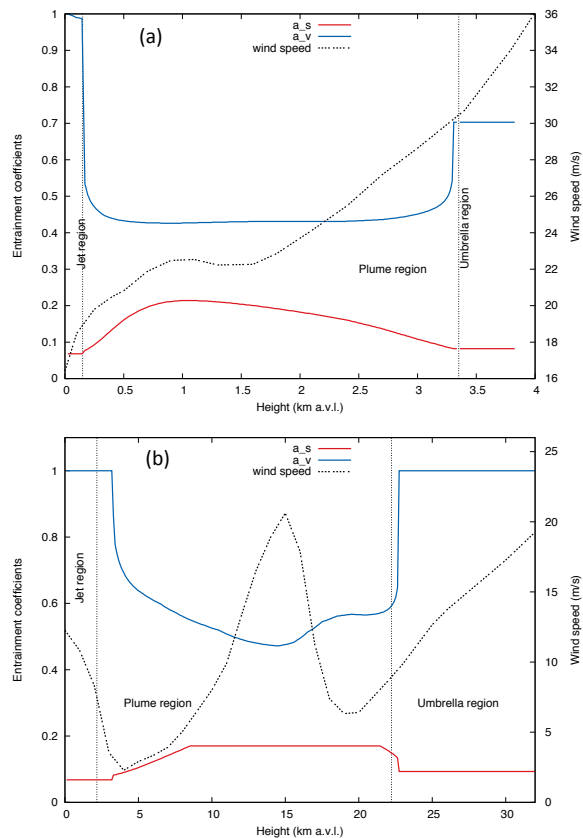 (a)
a_s
a_v
wind speed
Entrainment coefficients
1
0.9
0.8
0.7
0.6
0.5
0.4
0.3
0.2
0.1
0
36
34
32
30
28
26
24
22
20
18
16
Wind speed (m/s)
Jet region
Plume region
Umbrella region
0 0.5 1 1.5 2 2.5 3 3.5 4
Height (km a.v.l.)
(b)
a_s
a_v
wind speed
Entrainment coefficients
1
0.8
0.6
0.4
0.2
0
25
20
15
10
5
0
Wind speed (m/s)
Jet region
Plume region
Umbrella region
0 5 10 15 20 25 30
Height (km a.v.l.)